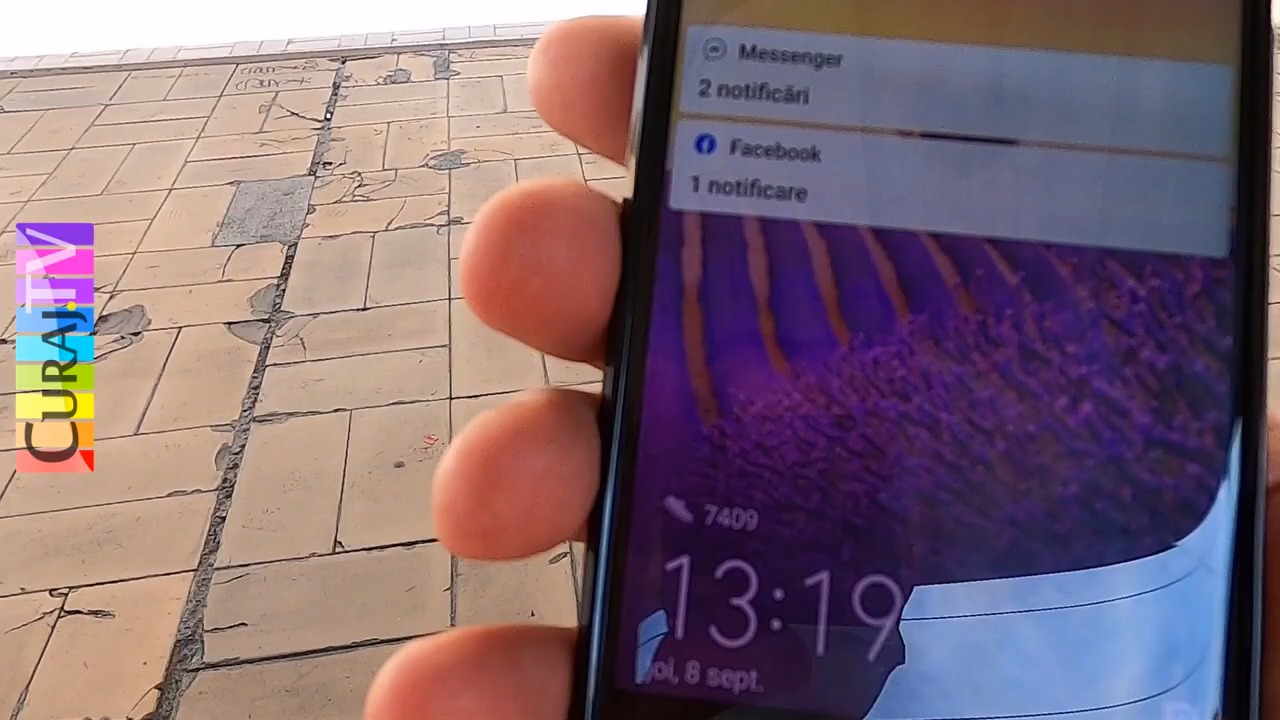 Messenger
2 notificări
Facebook
1 notificare
7409
13:19
joi, 8 sept.
CURAJ.TV